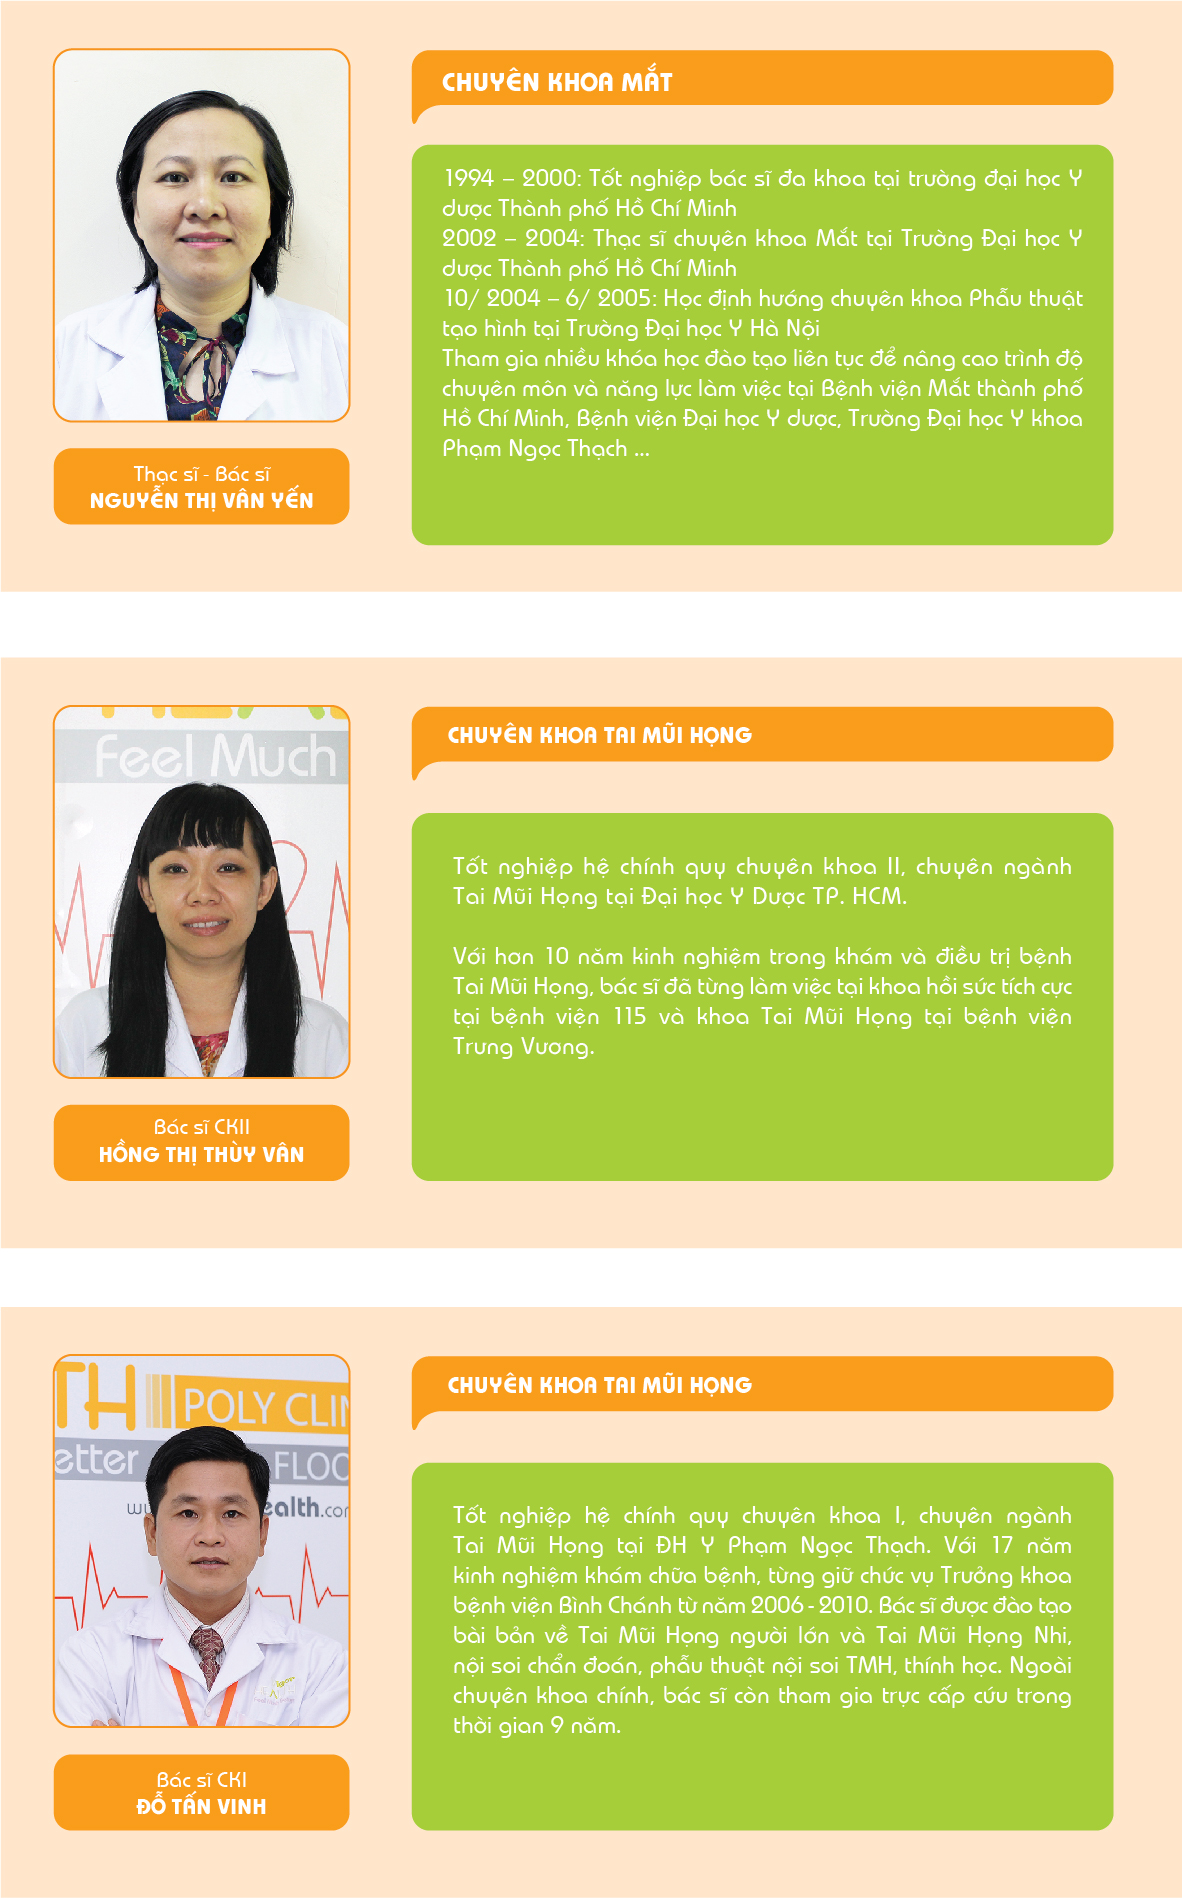 CHUYÊN KHOA MẮT
1994 – 2000: Tốt nghiệp bác sĩ đa khoa tại trường đại học Y
dược Thành phố Hồ Chí Minh
2002 – 2004: Thạc sĩ chuyên khoa Mắt tại Trường Đại học Y
dược Thành phố Hồ Chí Minh
10/ 2004 – 6/ 2005: Học định hướng chuyên khoa Phẫu thuật
tạo hình tại Trường Đại học Y Hà Nội
Tham gia nhiều khóa học đào tạo liên tục để nâng cao trình độ
chuyên môn và năng lực làm việc tại Bệnh viện Mắt thành phố
Hồ Chí Minh, Bệnh viện Đại học Y dược, Trường Đại học Y khoa
Phạm Ngọc Thạch ...
Thạc sĩ - Bác sĩ
NGUYỄN THỊ VÂN YẾN
Feel Much
CHUYÊN KHOA TAI MŨI HỌNG
Tốt nghiệp hệ chính quy chuyên khoa II, chuyên ngành
Tai Mũi Họng tại Đại học Y Dược TP. HCM.
Với hơn 10 năm kinh nghiệm trong khám và điều trị bệnh
Tai Mũi Họng, bác sĩ đã từng làm việc tại khoa hồi sức tích cực
tại bệnh viện 115 và khoa Tai Mũi Họng tại bệnh viện
Trưng Vương.
Bác sĩ CKII
HỒNG THỊ THÙY VÂN
TH POLY CLIN
etter FLOO
ealth.co
CHUYÊN KHOA TAI MŨI HỌNG
Tốt nghiệp hệ chính quy chuyên khoa I, chuyên ngành
Tai Mũi Họng tại ĐH Y Phạm Ngọc Thạch. Với 17 năm
kinh nghiệm khám chữa bệnh, từng giữ chức vụ Trưởng khoa
bệnh viện Bình Chánh từ năm 2006 - 2010. Bác sĩ được đào tạo
bài bản về Tai Mũi Họng người lớn và Tai Mũi Họng Nhi,
nội soi chẩn đoán, phẫu thuật nội soi TMH, thính học. Ngoài
chuyên khoa chính, bác sĩ còn tham gia trực cấp cứu trong
thời gian 9 năm.
Bác sĩ CKI
ĐỖ TẤN VINH